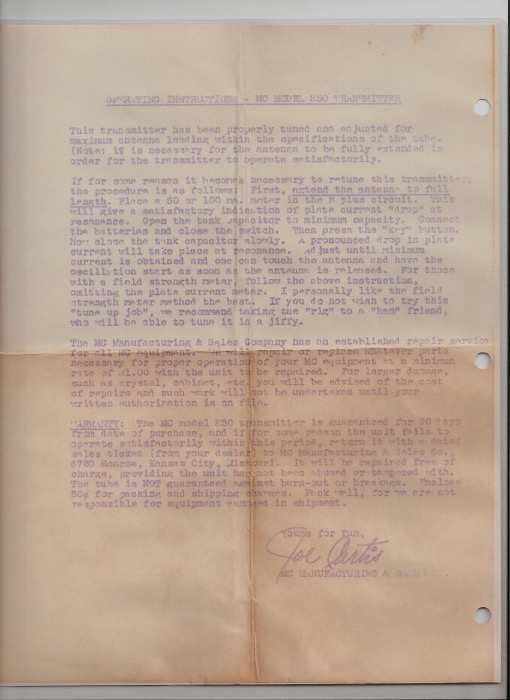 OPERATING INSTRUCTIONS - MC MODEL 250 TRANSMITTER
This transmitter has been properly tuned and adjusted for
maximum antenna loading within the specifications of the tube.
(Note: it is necessary for the antenna to be fully extended in
order for the transmitter to operate satisfactorily.
If for some reason it becomes necessary to retune this transmitter,
the procedure is as follows: First, extend the antenna to full
length. Place a 50 or 100 ma. meter in the B plus circuit. This
will give a satisfactory indication of plate current "drop" at
resonance. Open the tank capacitor to minimum capacity. Connect
the batteries and close the switch. Then press the "key" button.
Now close the tank capacitor slowly. A pronounced drop in plate
current will take place at resonance. Adjust until minimum
current is obtained and one can touch the antenna and have the
oscillation start as soon as the antenna is released. For those
with a field strength meter, follow the above instruction,
omitting the plate current meter. I personally like the field
strength meter method the best. If you do not wish to try this
"tune up job", we recommend taking the "rig" to a "ham" friend,
who will be able to tune it in a jiffy.
The MC Manufacturing & Sales Company has an established repair service
for all MC equipment. We will repair or replace whatever parts
necessary for proper operation of your MC equipment at a minimum
rate of $1.00 with the unit to be repaired. For larger damage,
such as crystal, cabinet, etc. you will be advised of the cost
of repairs and such work will not be undertaken until your
written authorization is on file.
WARRANTY: The MC model 250 transmitter is guaranteed for 90 days
from date of purchase, and if for some reason the unit fails to
operate satisfactorily within this period, return it with a dated
sales ticket (from your dealer) to MC Manufacturing & Sales Co.,
6780 Monroe, Kansas City, Missouri. It will be repaired free of
charge, providing the unit has not been abused or tampered with.
The tube is NOT guaranteed against burn-out or breakage. Enclose
50¢ for packing and shipping charges. Pack well, for we are not
responsible for equipment damaged in shipment.
Yours for fun,
Joe Curtis
MC MANUFACTURING &